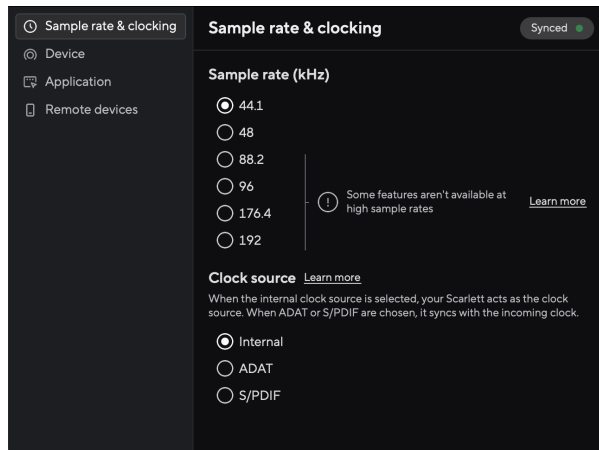 Sample rate & clocking
Device
Application
Remote devices
Sample rate & clocking
Synced
Sample rate (kHz)
44.1
48
88.2
96
176.4
192
Some features aren't available at
high sample rates
Learn more
Clock source Learn more
When the internal clock source is selected, your Scarlett acts as the clock
source. When ADAT or S/PDIF are chosen, it syncs with the incoming clock.
Internal
ADAT
S/PDIF